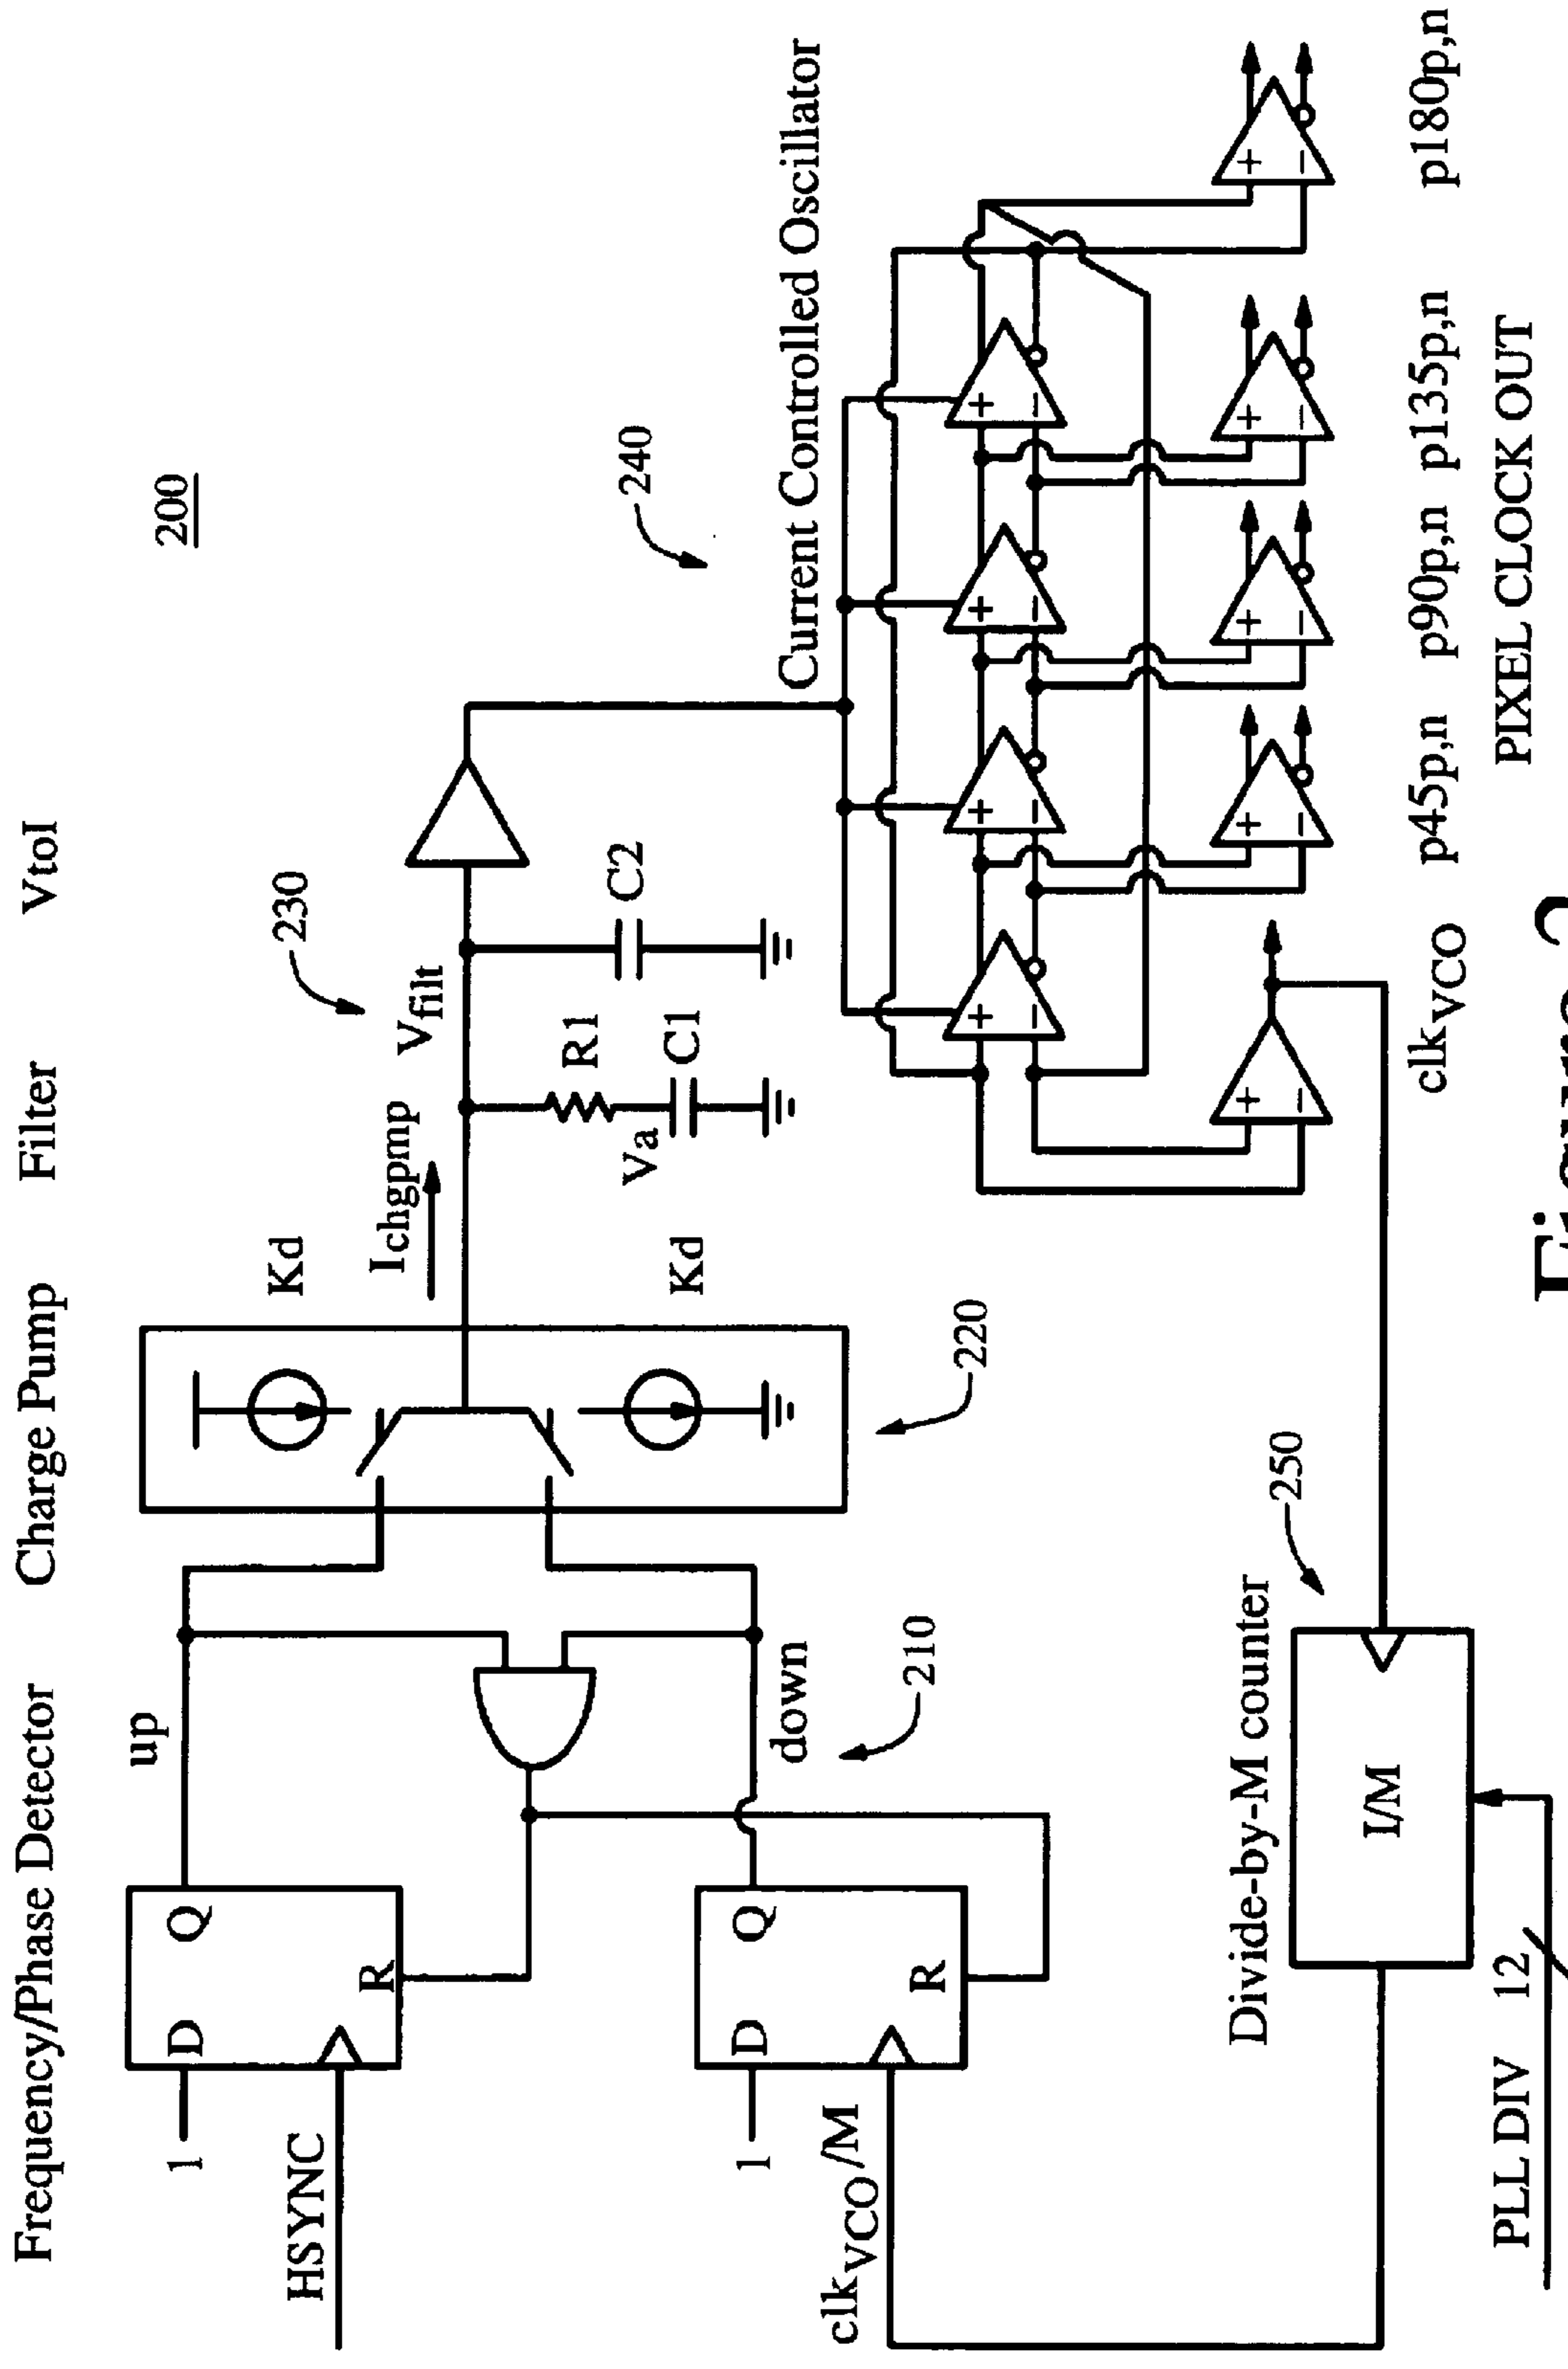 Frequency/Phase Detector Charge Pump Filter VtoI
200
up
D Q
1
R
HSYNC
Kd
Ichgpmp
Vfilt
230
R1
Va
C1
C2
Kd
240
down
D Q
1
R
210
220
clkVCO/M
Current Controlled Oscillator
+ − + − + − + −
Divide-by-M counter
250
I/M
+ − + − + − + − + −
clkVCO p45p,n p90p,n p135p,n p180p,n
PLL DIV 12
PIXEL CLOCK OUT
Figure 2